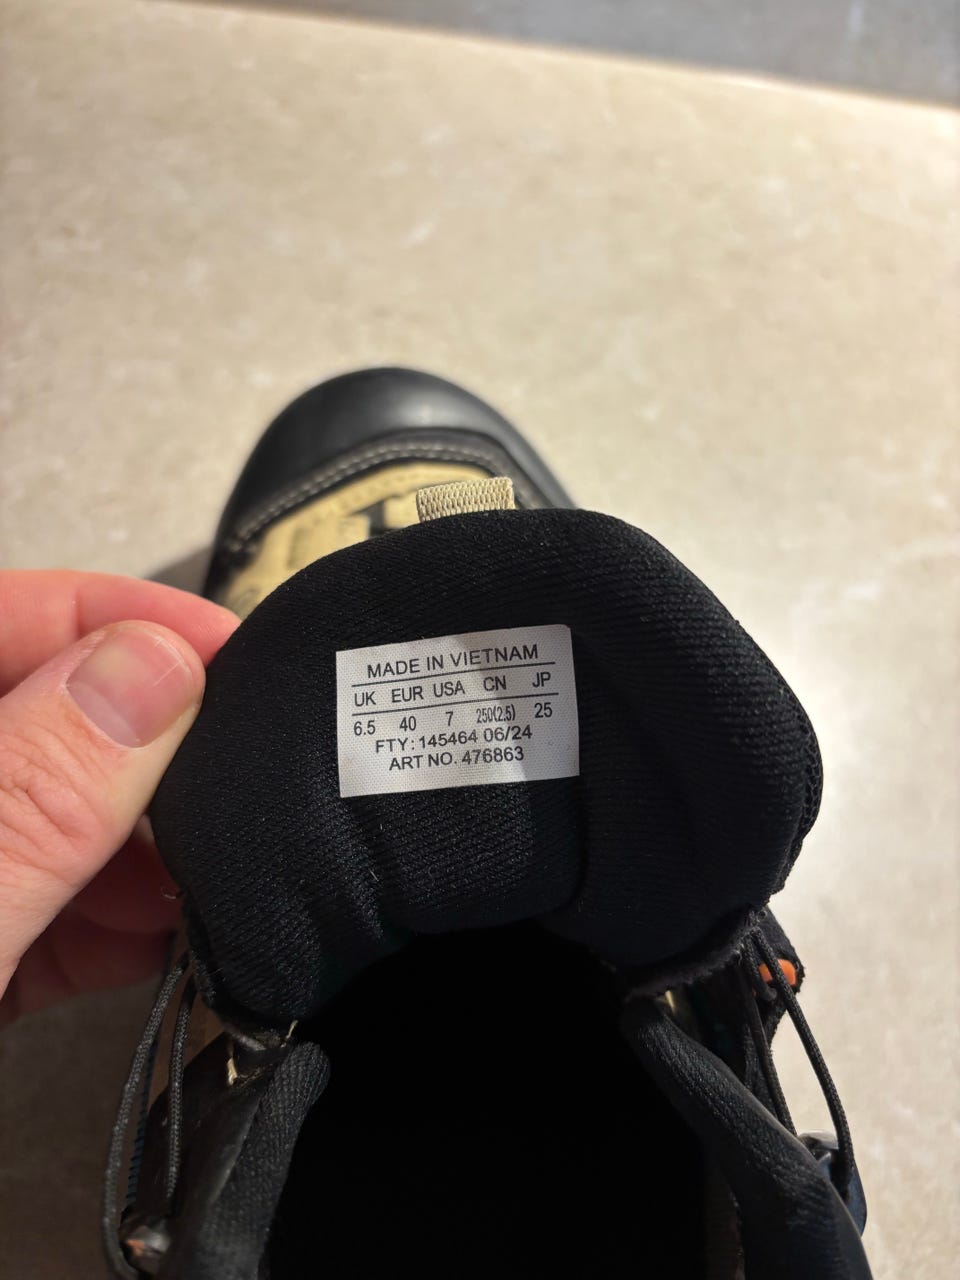 MADE IN VIETNAM
UK EUR USA CN JP
6.5 40 7 250(2.5) 25
FTY: 145464 06/24
ART NO. 476863